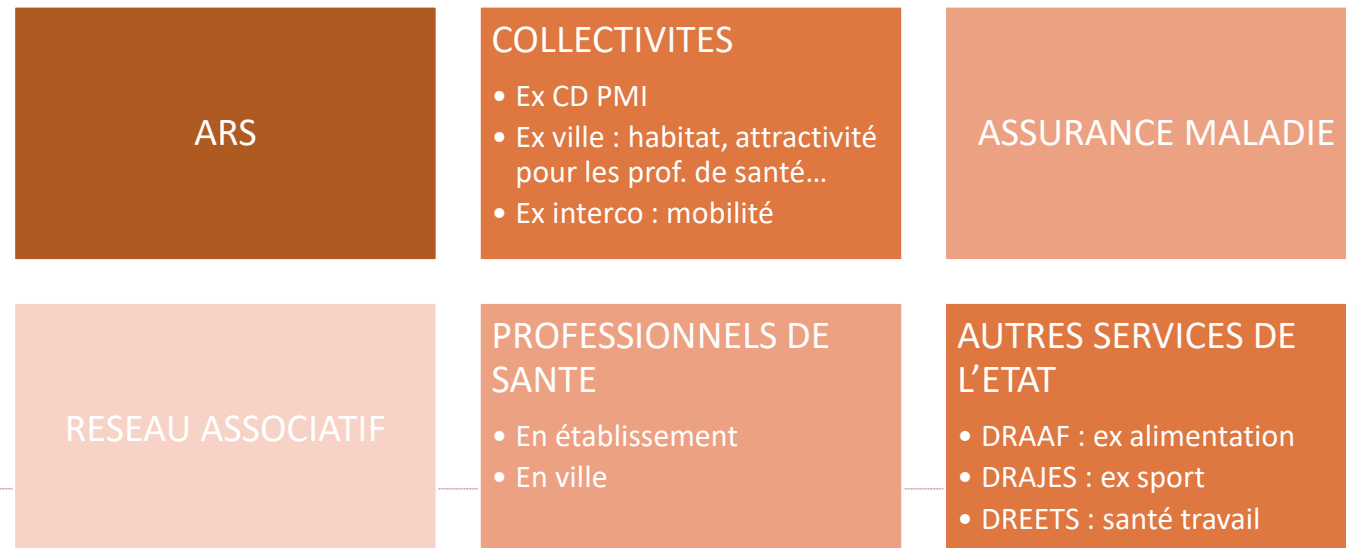 ARS
COLLECTIVITES
• Ex CD PMI
• Ex ville : habitat, attractivité
pour les prof. de santé…
• Ex interco : mobilité
ASSURANCE MALADIE
RESEAU ASSOCIATIF
PROFESSIONNELS DE
SANTE
• En établissement
• En ville
AUTRES SERVICES DE
L’ETAT
• DRAAF : ex alimentation
• DRAJES : ex sport
• DREETS : santé travail